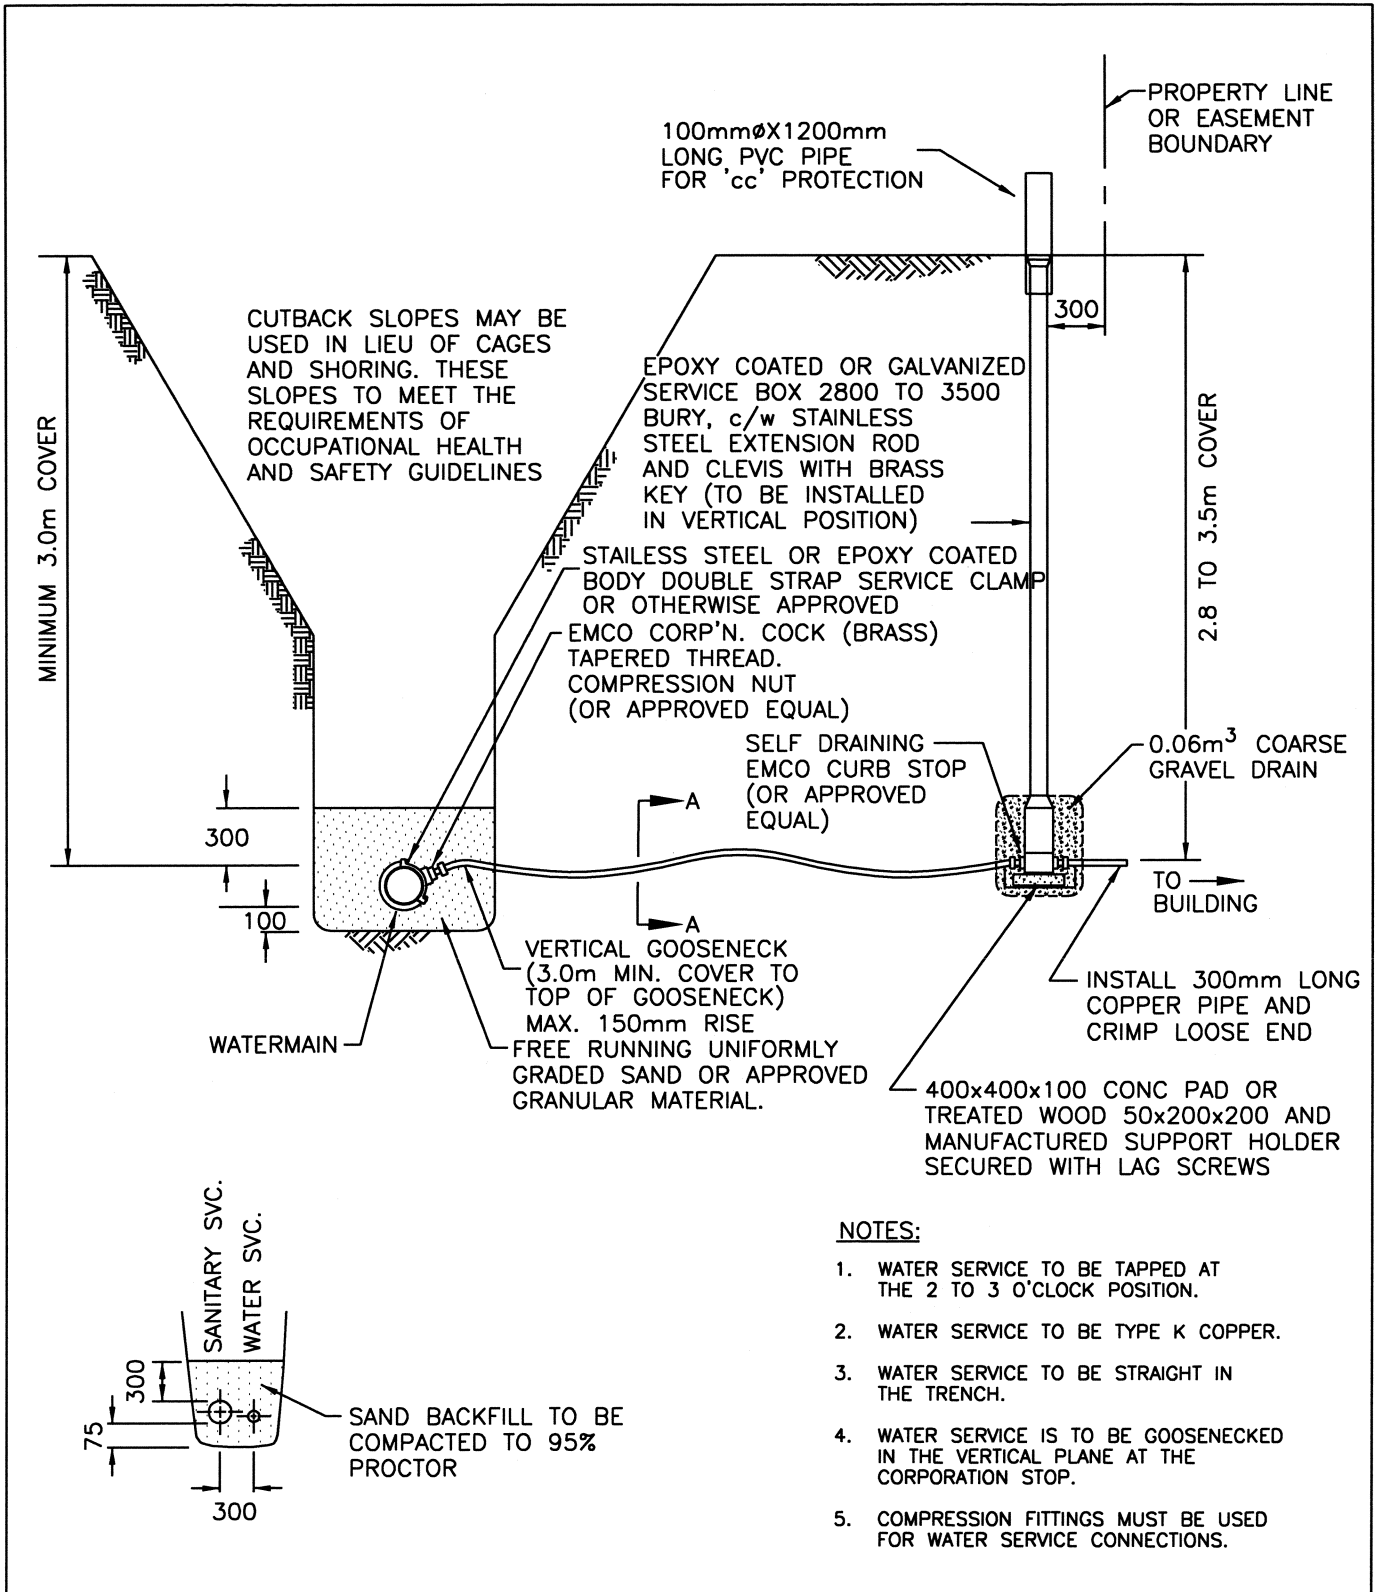 PROPERTY LINE
OR EASEMENT
BOUNDARY
100mmøX1200mm
LONG PVC PIPE
FOR 'cc' PROTECTION
300
CUTBACK SLOPES MAY BE
USED IN LIEU OF CAGES
AND SHORING. THESE
SLOPES TO MEET THE
REQUIREMENTS OF
OCCUPATIONAL HEALTH
AND SAFETY GUIDELINES
EPOXY COATED OR GALVANIZED
SERVICE BOX 2800 TO 3500
BURY, c/w STAINLESS
STEEL EXTENSION ROD
AND CLEVIS WITH BRASS
KEY (TO BE INSTALLED
IN VERTICAL POSITION)
MINIMUM 3.0m COVER
2.8 TO 3.5m COVER
STAILESS STEEL OR EPOXY COATED
BODY DOUBLE STRAP SERVICE CLAMP
OR OTHERWISE APPROVED
EMCO CORP'N. COCK (BRASS)
TAPERED THREAD.
COMPRESSION NUT
(OR APPROVED EQUAL)
SELF DRAINING
EMCO CURB STOP
(OR APPROVED
EQUAL)
0.06m³ COARSE
GRAVEL DRAIN
A
300
TO
BUILDING
100
A
VERTICAL GOOSENECK
(3.0m MIN. COVER TO
TOP OF GOOSENECK)
MAX. 150mm RISE
INSTALL 300mm LONG
COPPER PIPE AND
CRIMP LOOSE END
WATERMAIN
FREE RUNNING UNIFORMLY
GRADED SAND OR APPROVED
GRANULAR MATERIAL.
400x400x100 CONC PAD OR
TREATED WOOD 50x200x200 AND
MANUFACTURED SUPPORT HOLDER
SECURED WITH LAG SCREWS
SANITARY SVC.
WATER SVC.
300
75
300
SAND BACKFILL TO BE
COMPACTED TO 95%
PROCTOR
NOTES:
1. WATER SERVICE TO BE TAPPED AT
THE 2 TO 3 O'CLOCK POSITION.
2. WATER SERVICE TO BE TYPE K COPPER.
3. WATER SERVICE TO BE STRAIGHT IN
THE TRENCH.
4. WATER SERVICE IS TO BE GOOSENECKED
IN THE VERTICAL PLANE AT THE
CORPORATION STOP.
5. COMPRESSION FITTINGS MUST BE USED
FOR WATER SERVICE CONNECTIONS.